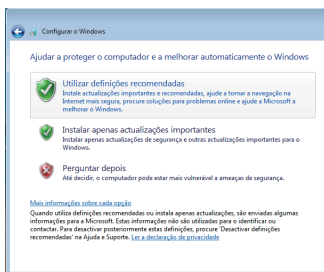 Configurar o Windows
Ajudar a proteger o computador e a melhorar automaticamente o Windows
Utilizar definições recomendadas
Instale actualizações importantes e recomendadas, ajude a tornar a navegação na
Internet mais segura, procure soluções para problemas online e ajude a Microsoft a
melhorar o Windows.
Instalar apenas actualizações importantes
Instalar apenas actualizações de segurança e outras actualizações importantes para o
Windows.
Perguntar depois
Até decidir, o computador pode estar mais vulnerável a ameaças de segurança.
Mais informações sobre cada opção
Quando utiliza definições recomendadas ou instala apenas actualizações, são enviadas algumas
informações para a Microsoft. Estas informações não são utilizadas para o identificar ou
contactar. Para desactivar posteriormente estas definições, procure 'Desactivar definições
recomendadas' na Ajuda e Suporte. Ler a declaração de privacidade